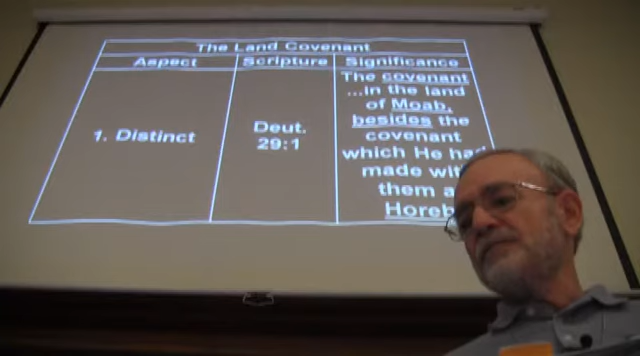 The Land Covenant
Aspect Scripture Significance
1. Distinct
Deut.
29:1
The covenant
...in the land
of Moab,
besides the
covenant
which He had
made with
them
Horeb